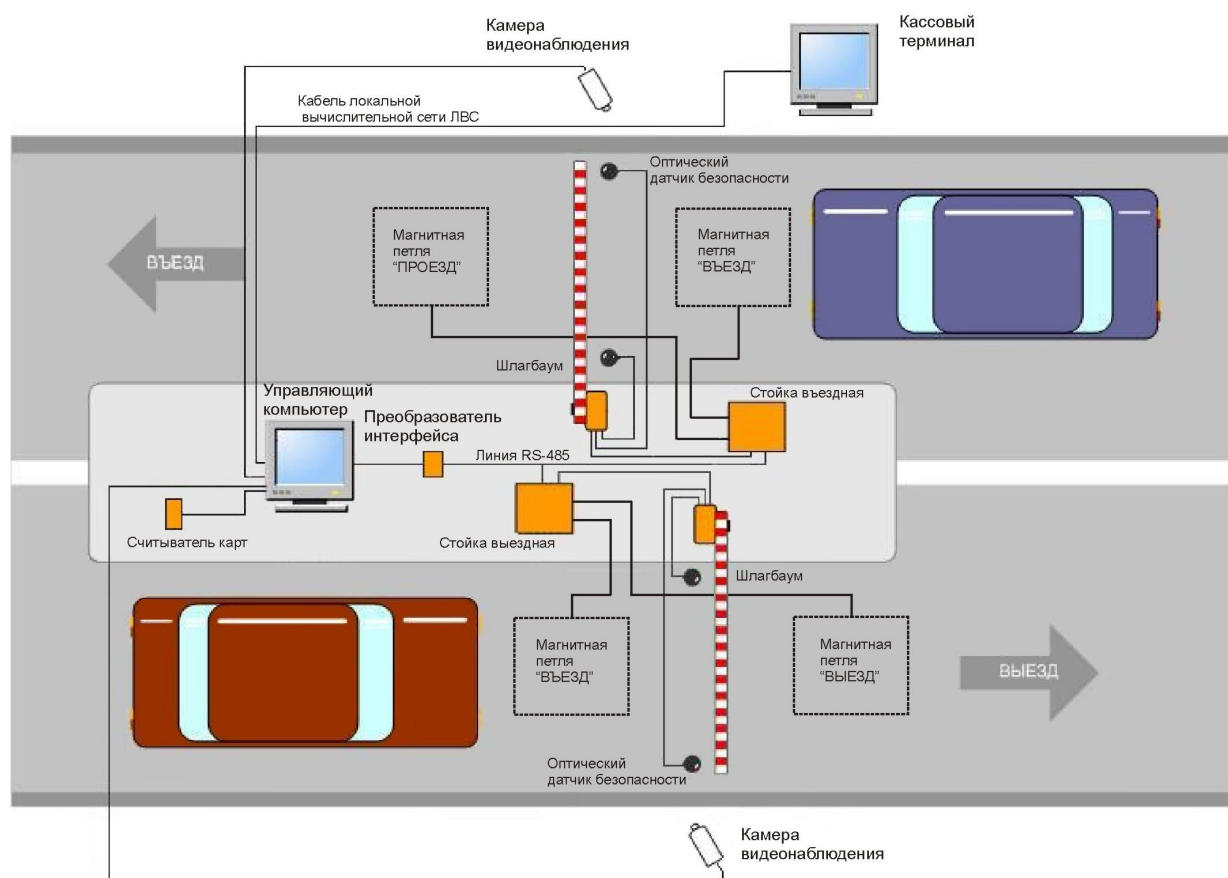 Камера
видеонаблюдения
Кассовый
терминал
Кабель локальной
вычислительной сети ЛВС
Оптический
датчик безопасности
Магнитная
петля
“ПРОЕЗД”
Магнитная
петля
“ВЪЕЗД”
ВЪЕЗД
Шлагбаум
Управляющий
компьютер
Стойка въездная
Преобразователь
интерфейса
Линия RS-485
Считыватель карт
Стойка выездная
Шлагбаум
Магнитная
петля
“ВЪЕЗД”
Магнитная
петля
“ВЫЕЗД”
ВЫЕЗД
Оптический
датчик безопасности
Камера
видеонаблюдения